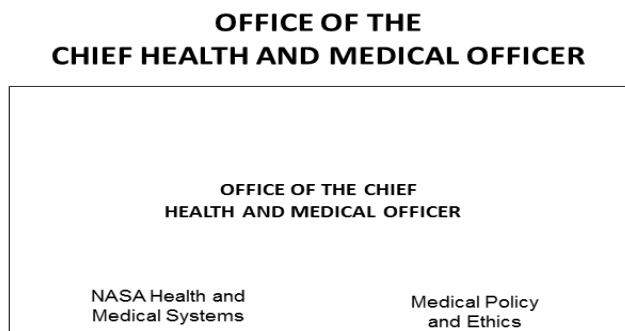 OFFICE OF THE
CHIEF HEALTH AND MEDICAL OFFICER
OFFICE OF THE CHIEF
HEALTH AND MEDICAL OFFICER
NASA Health and
Medical Systems
Medical Policy
and Ethics